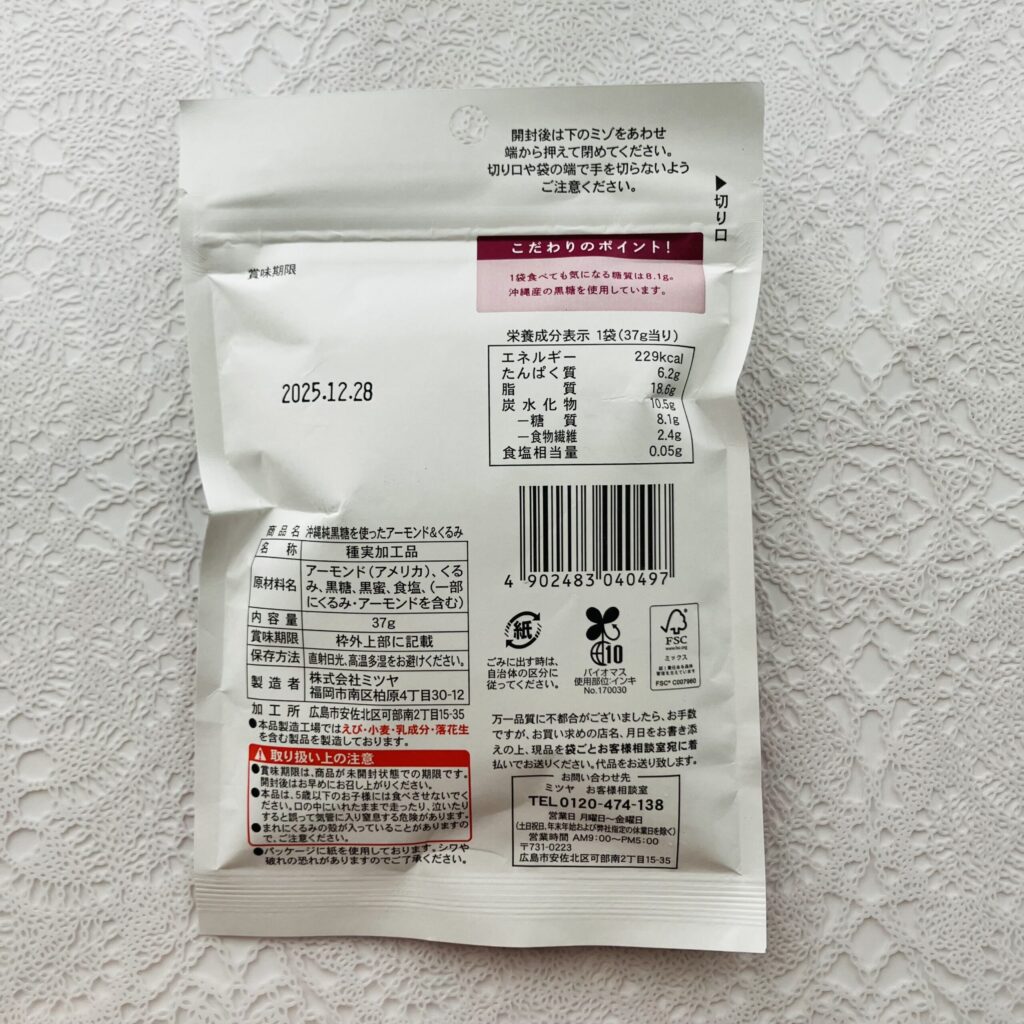 開封後は下のミゾをあわせ
端から押えて閉めてください。
切り口や袋の端で手を切らないよう
ご注意ください。
▶切り口
こだわりのポイント!
1袋食べても気になる糖質は8.1g。
沖縄産の黒糖を使用しています。
賞味期限
2025.12.28
栄養成分表示 1袋(37g当り)
エネルギー 229kcal
たんぱく質 6.2g
脂質 18.6g
炭水化物 10.5g
ー糖質 8.1g
ー食物繊維 2.4g
食塩相当量 0.05g
4 902483 040497
商品名 沖縄純黒糖を使ったアーモンド&くるみ
名称 種実加工品
原材料名 アーモンド(アメリカ)、くる
み、黒糖、黒蜜、食塩、(一部
にくるみ・アーモンドを含む)
内容量 37g
賞味期限 枠外上部に記載
保存方法 直射日光、高温多湿をお避けください。
製造者 株式会社ミツヤ
福岡市南区柏原4丁目30-12
加工所 広島市安佐北区可部南2丁目15-35
●本品製造工場ではえび・小麦・乳成分・落花生
を含む製品を製造しております。
取り扱い上の注意
●賞味期限は、商品が未開封状態での期限です。
開封後はお早めにお召し上がりください。
●本品は、5歳以下のお子様には食べさせないでく
ださい。口の中にいれたままで走ったり、泣いたり
すると誤って気管に入り窒息する危険があります。
●まれにくるみの殻が入っていることがありますの
で、ご注意ください。
●パッケージに紙を使用しております。シワや
破れの恐れがありますのでご了承ください。
紙
ごみに出す時は、
自治体の区分に
従ってください。
10
バイオマス
使用部位:インキ
No.170030
FSC
www.fsc.org
ミックス
FSC® C007960
万一品質に不都合がございましたら、お手数
ですが、お買い求めの店名、月日をお書き添
えの上、現品を袋ごとお客様相談室宛に着
払いでお送りください。代品をお送り致します。
お問い合わせ先
ミツヤ お客様相談室
TEL0120-474-138
営業日 月曜日〜金曜日
(土日祝日、年末年始および弊社指定の休業日を除く)
営業時間 AM9:00〜PM5:00
〒731-0223
広島市安佐北区可部南2丁目15-35